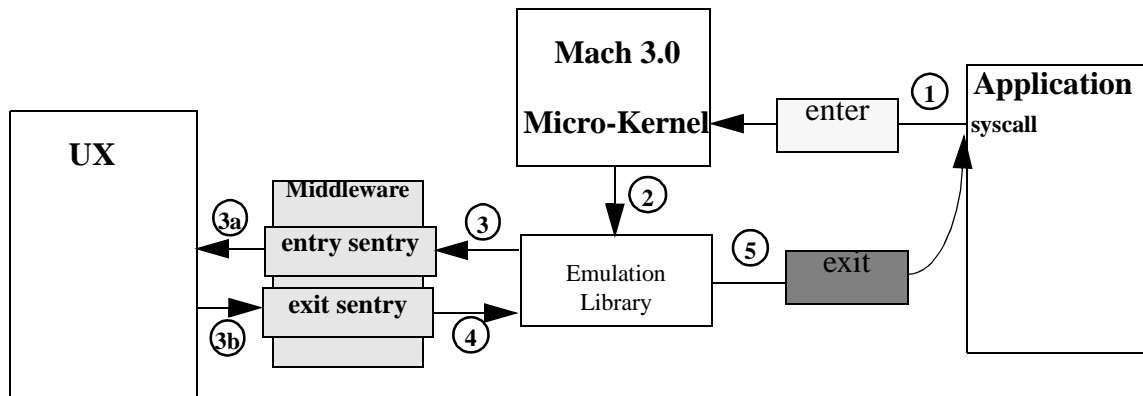 Mach 3.0
Micro-Kernel
Application
syscall
1
enter
UX
2
Middleware
3a
entry sentry
3
Emulation
Library
5
exit
exit sentry
3b
4